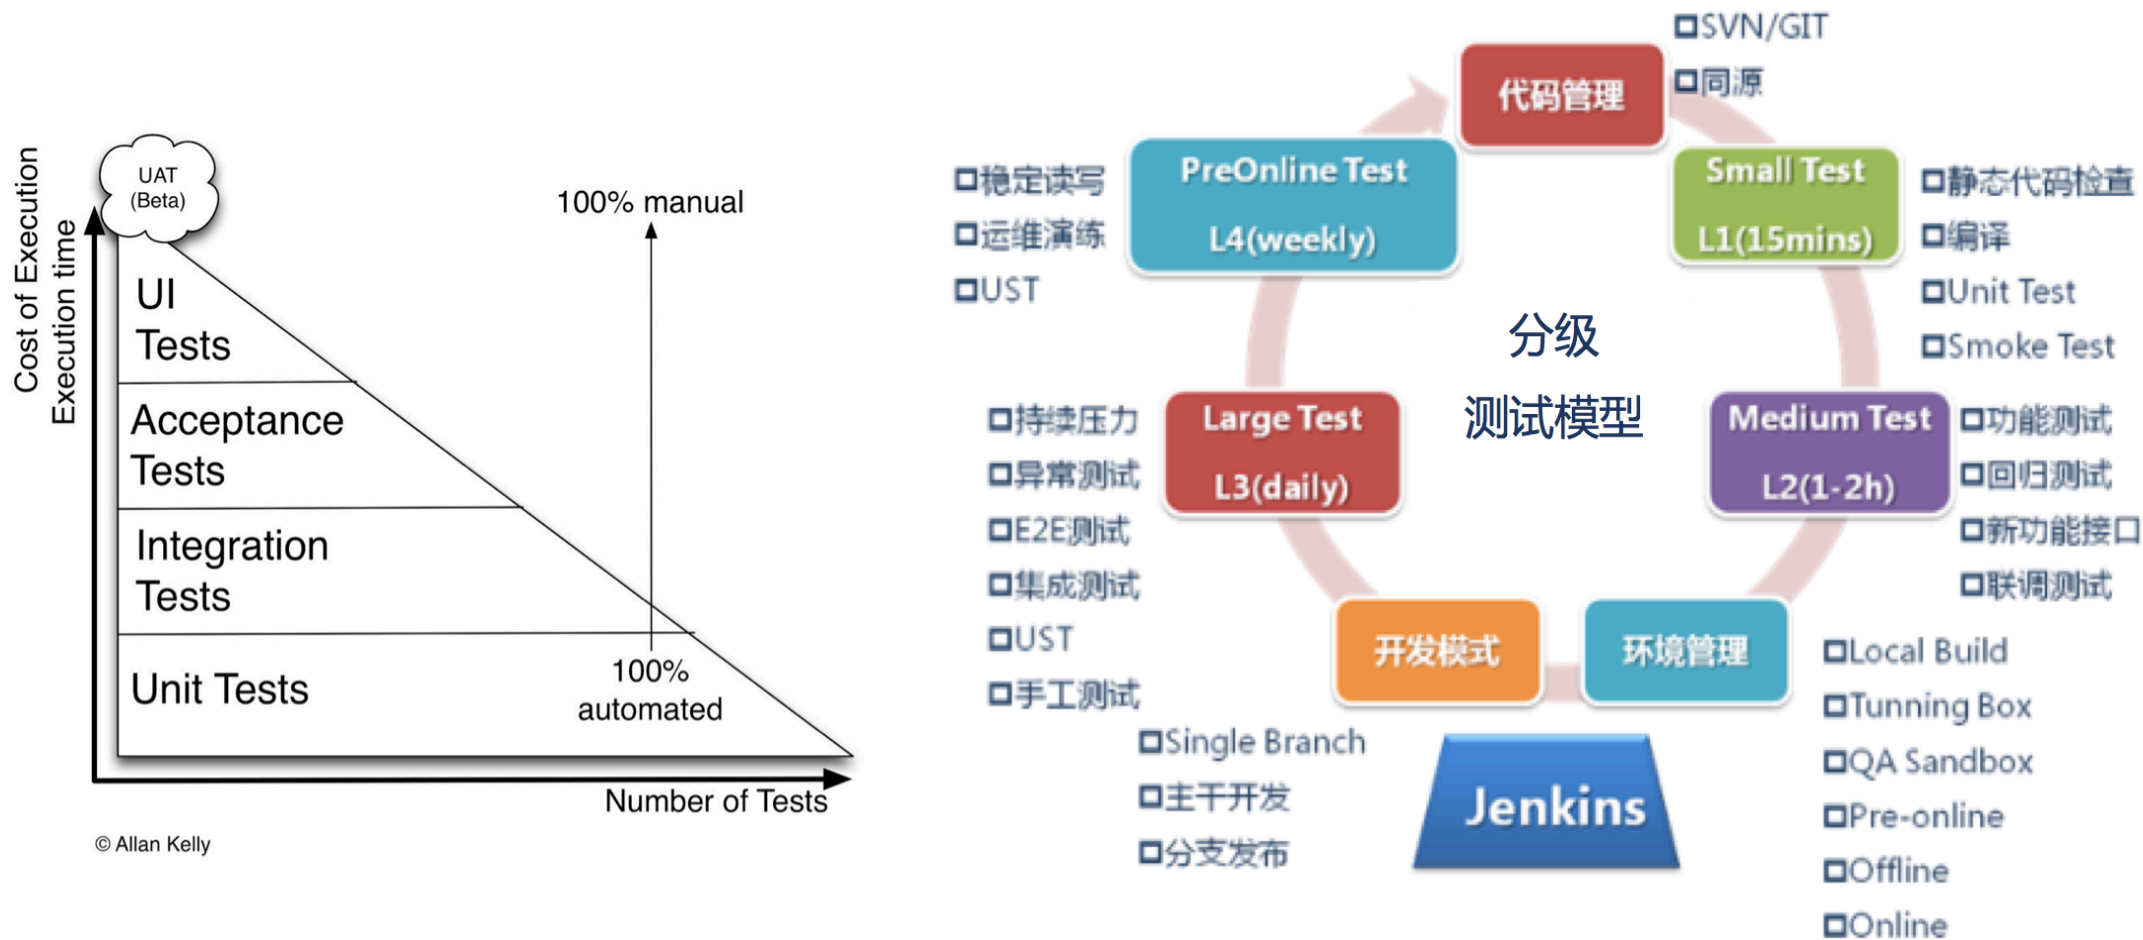 UAT
(Beta)
Cost of Execution
Execution time
UI
Tests
Acceptance
Tests
Integration
Tests
Unit Tests
100% manual
100%
automated
Number of Tests
© Allan Kelly
代码管理
SVN/GIT
同源
Small Test
L1(15mins)
静态代码检查
编译
Unit Test
Smoke Test
Medium Test
L2(1-2h)
功能测试
回归测试
新功能接口
联调测试
环境管理
Local Build
Tunning Box
QA Sandbox
Pre-online
Offline
Online
开发模式
Single Branch
主干开发
分支发布
Large Test
L3(daily)
持续压力
异常测试
E2E测试
集成测试
UST
手工测试
PreOnline Test
L4(weekly)
稳定读写
运维演练
UST
分级
测试模型
Jenkins